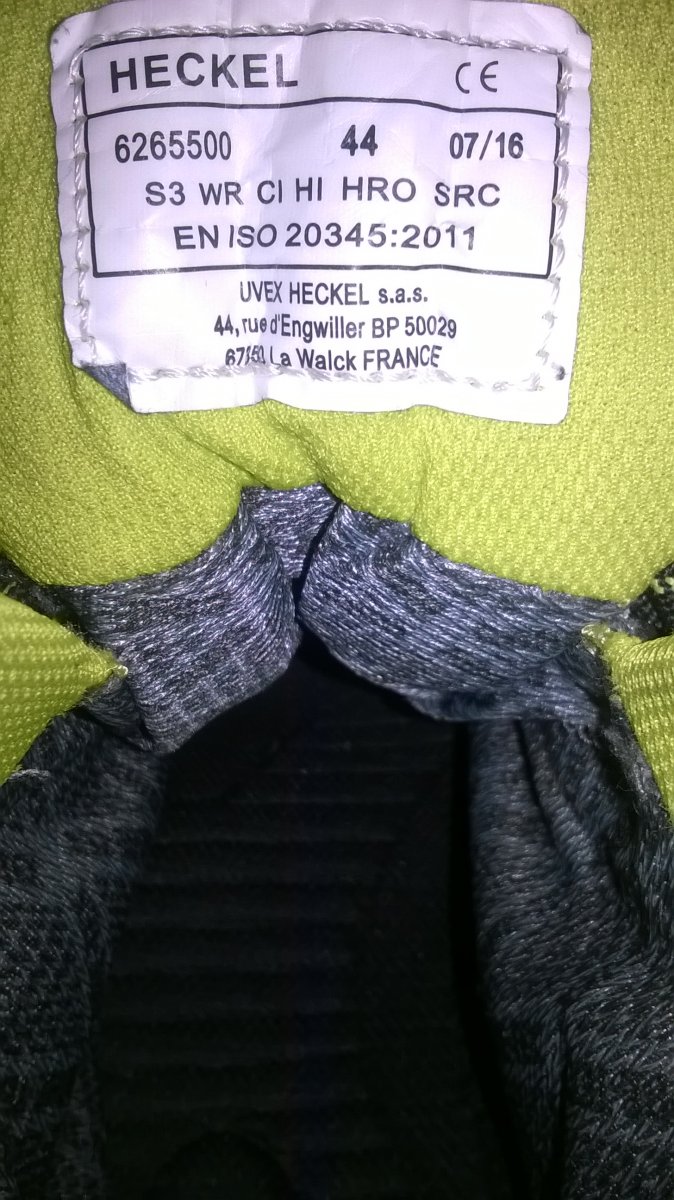 HECKEL CE
6265500 44 07/16
S3 WR CI HI HRO SRC
EN ISO 20345:2011
UVEX HECKEL s.a.s.
44, rue d'Engwiller BP 50029
La Walck FRANCE